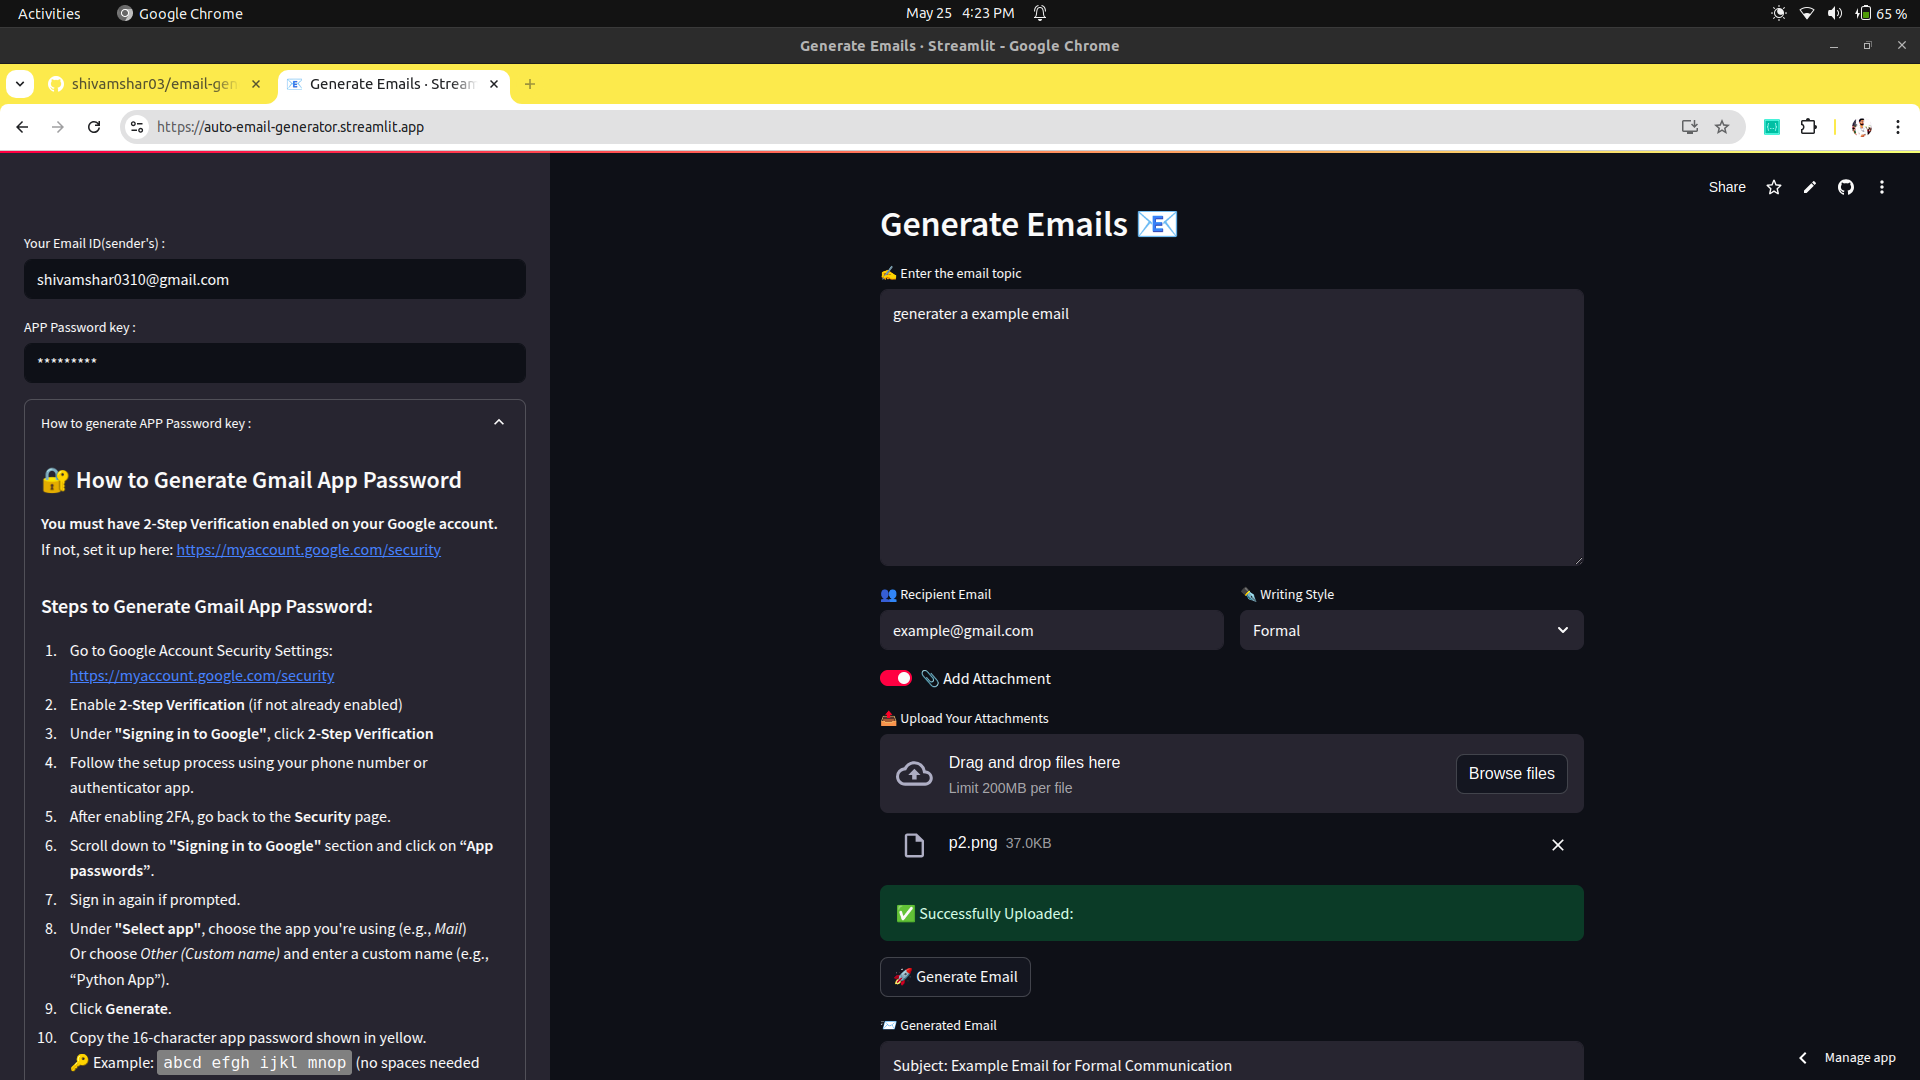 Activities
Google Chrome
May 25 4:23 PM
65 %
Generate Emails · Streamlit - Google Chrome
shivamshar03/email-gen
Generate Emails · Stream
https://auto-email-generator.streamlit.app
Your Email ID(sender's) :
shivamshar0310@gmail.com
APP Password key :
*********
How to generate APP Password key :
🔐 How to Generate Gmail App Password
You must have 2-Step Verification enabled on your Google account.
If not, set it up here: https://myaccount.google.com/security
Steps to Generate Gmail App Password:
1. Go to Google Account Security Settings:
https://myaccount.google.com/security
2. Enable 2-Step Verification (if not already enabled)
3. Under "Signing in to Google", click 2-Step Verification
4. Follow the setup process using your phone number or
authenticator app.
5. After enabling 2FA, go back to the Security page.
6. Scroll down to "Signing in to Google" section and click on “App
passwords”.
7. Sign in again if prompted.
8. Under "Select app", choose the app you're using (e.g., Mail)
Or choose Other (Custom name) and enter a custom name (e.g.,
“Python App”).
9. Click Generate.
10. Copy the 16-character app password shown in yellow.
🔑 Example: abcd efgh ijkl mnop (no spaces needed
Share
Generate Emails 📧
✍️ Enter the email topic
generater a example email
👥 Recipient Email
example@gmail.com
✒️ Writing Style
Formal
📎 Add Attachment
📤 Upload Your Attachments
Drag and drop files here
Limit 200MB per file
Browse files
p2.png 37.0KB
✅ Successfully Uploaded:
🚀 Generate Email
📨 Generated Email
Subject: Example Email for Formal Communication
Manage app